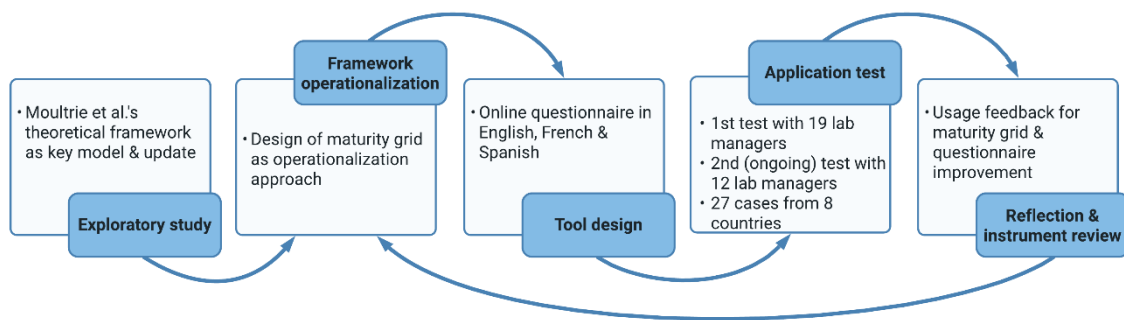 • Moultrie et al.'s
theoretical framework
as key model & update
Exploratory study
Framework
operationalization
• Design of maturity grid
as operationalization
approach
• Online questionnaire in
English, French &
Spanish
Tool design
Application test
• 1st test with 19 lab
managers
• 2nd (ongoing) test with
12 lab managers
• 27 cases from 8
countries
• Usage feedback for
maturity grid &
questionnaire
improvement
Reflection &
instrument review